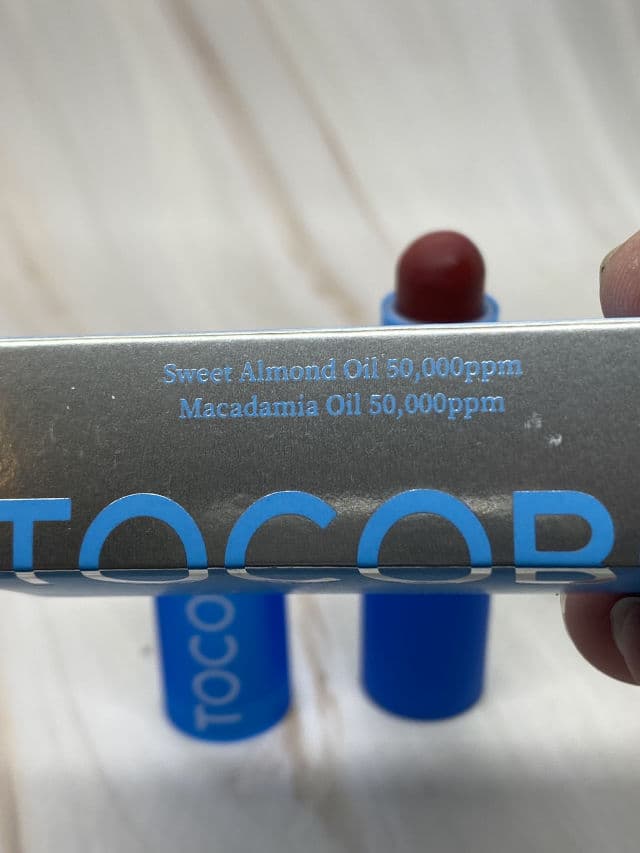 Sweet Almond Oil 50,000ppm
Macadamia Oil 50,000ppm
TOCOB
TOCO